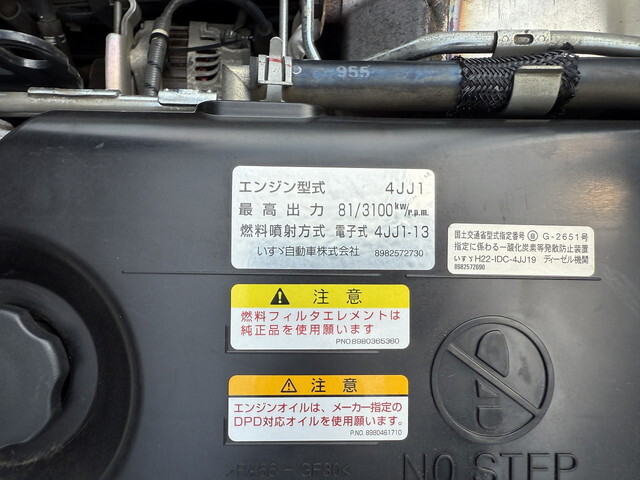 955
エンジン型式 4JJ1
最高出力 81/3100 kw/r.p.m.
燃料噴射方式 電子式 4JJ1-13
いすゞ自動車株式会社 8982572730
国土交通省型式指定番号 G-2651号
指定に係わる一酸化炭素等発散防止装置
いすゞH22-IDC-4JJ19 ディーゼル機関
8982572690
注意
燃料フィルタエレメントは
純正品を使用願います
PNO.8980365360
注意
エンジンオイルは、メーカー指定の
DPD対応オイルを使用願います。
P.NO. 8980461710
>PA66-GF30<
NO STEP